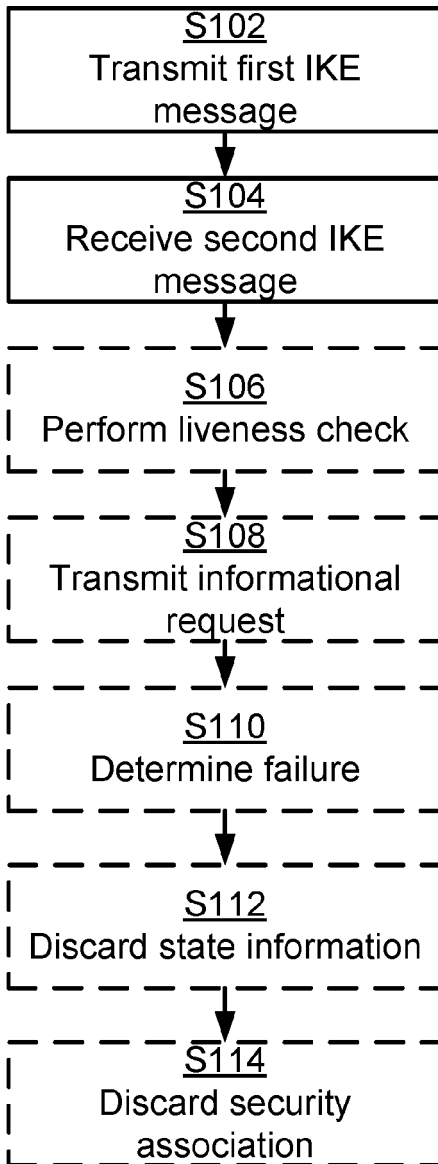 S102
Transmit first IKE
message
S104
Receive second IKE
message
S106
Perform liveness check
S108
Transmit informational
request
S110
Determine failure
S112
Discard state information
S114
Discard security
association